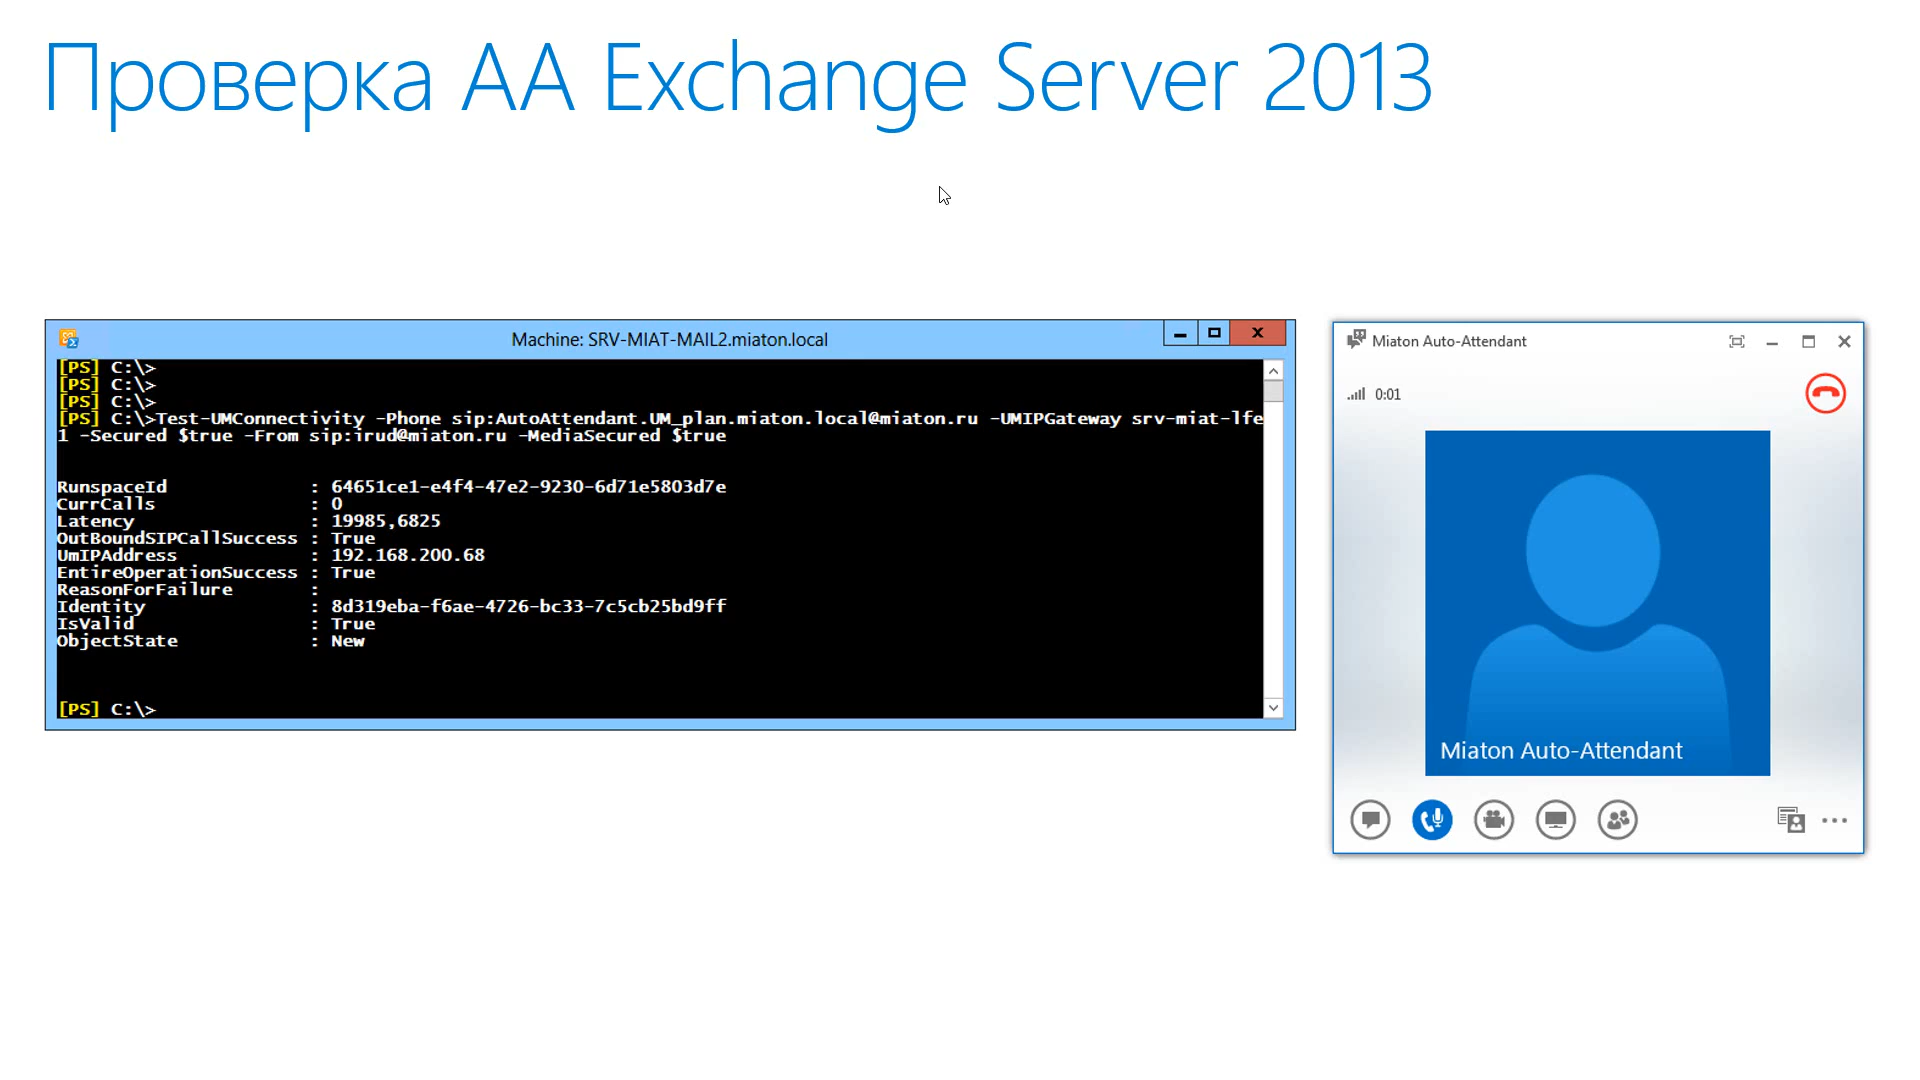 Проверка AA Exchange Server 2013
Machine: SRV-MIAT-MAIL2.miaton.local
[PS] C:\>
[PS] C:\>
[PS] C:\>
[PS] C:\>Test-UMConnectivity -Phone sip:AutoAttendant.UM_plan.miaton.local@miaton.ru -UMIPGateway srv-miat-lfe
1 -Secured $true -From sip:irud@miaton.ru -MediaSecured $true
RunspaceId : 64651ce1-e4f4-47e2-9230-6d71e5803d7e
CurrCalls : 0
Latency : 19985,6825
OutBoundSIPCallSuccess : True
UmIPAddress : 192.168.200.68
EntireOperationSuccess : True
ReasonForFailure :
Identity : 8d319eba-f6ae-4726-bc33-7c5cb25bd9ff
IsValid : True
ObjectState : New
[PS] C:\>
Miaton Auto-Attendant
0:01
Miaton Auto-Attendant